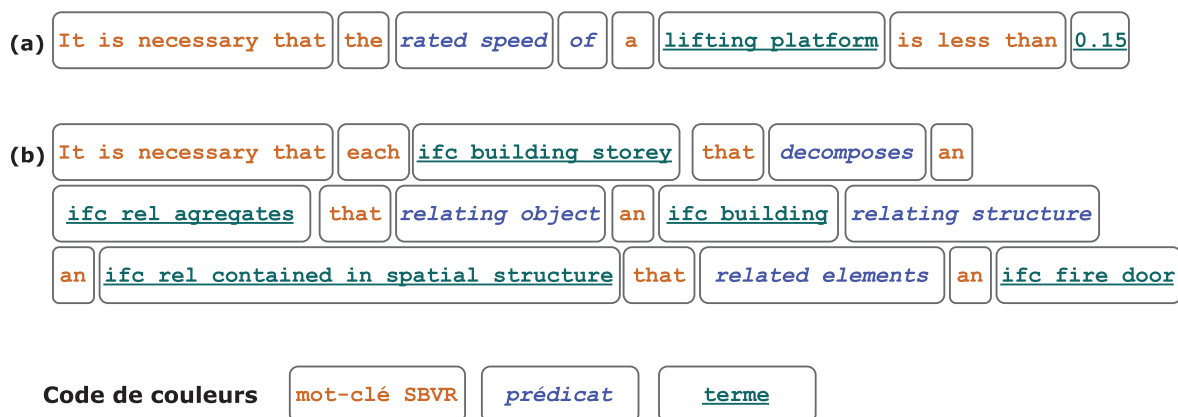 (a) It is necessary that the rated speed of a lifting platform is less than 0.15
(b) It is necessary that each ifc building storey that decomposes an
ifc rel agregates that relating object an ifc building relating structure
an ifc rel contained in spatial structure that related elements an ifc fire door
Code de couleurs mot-clé SBVR prédicat terme